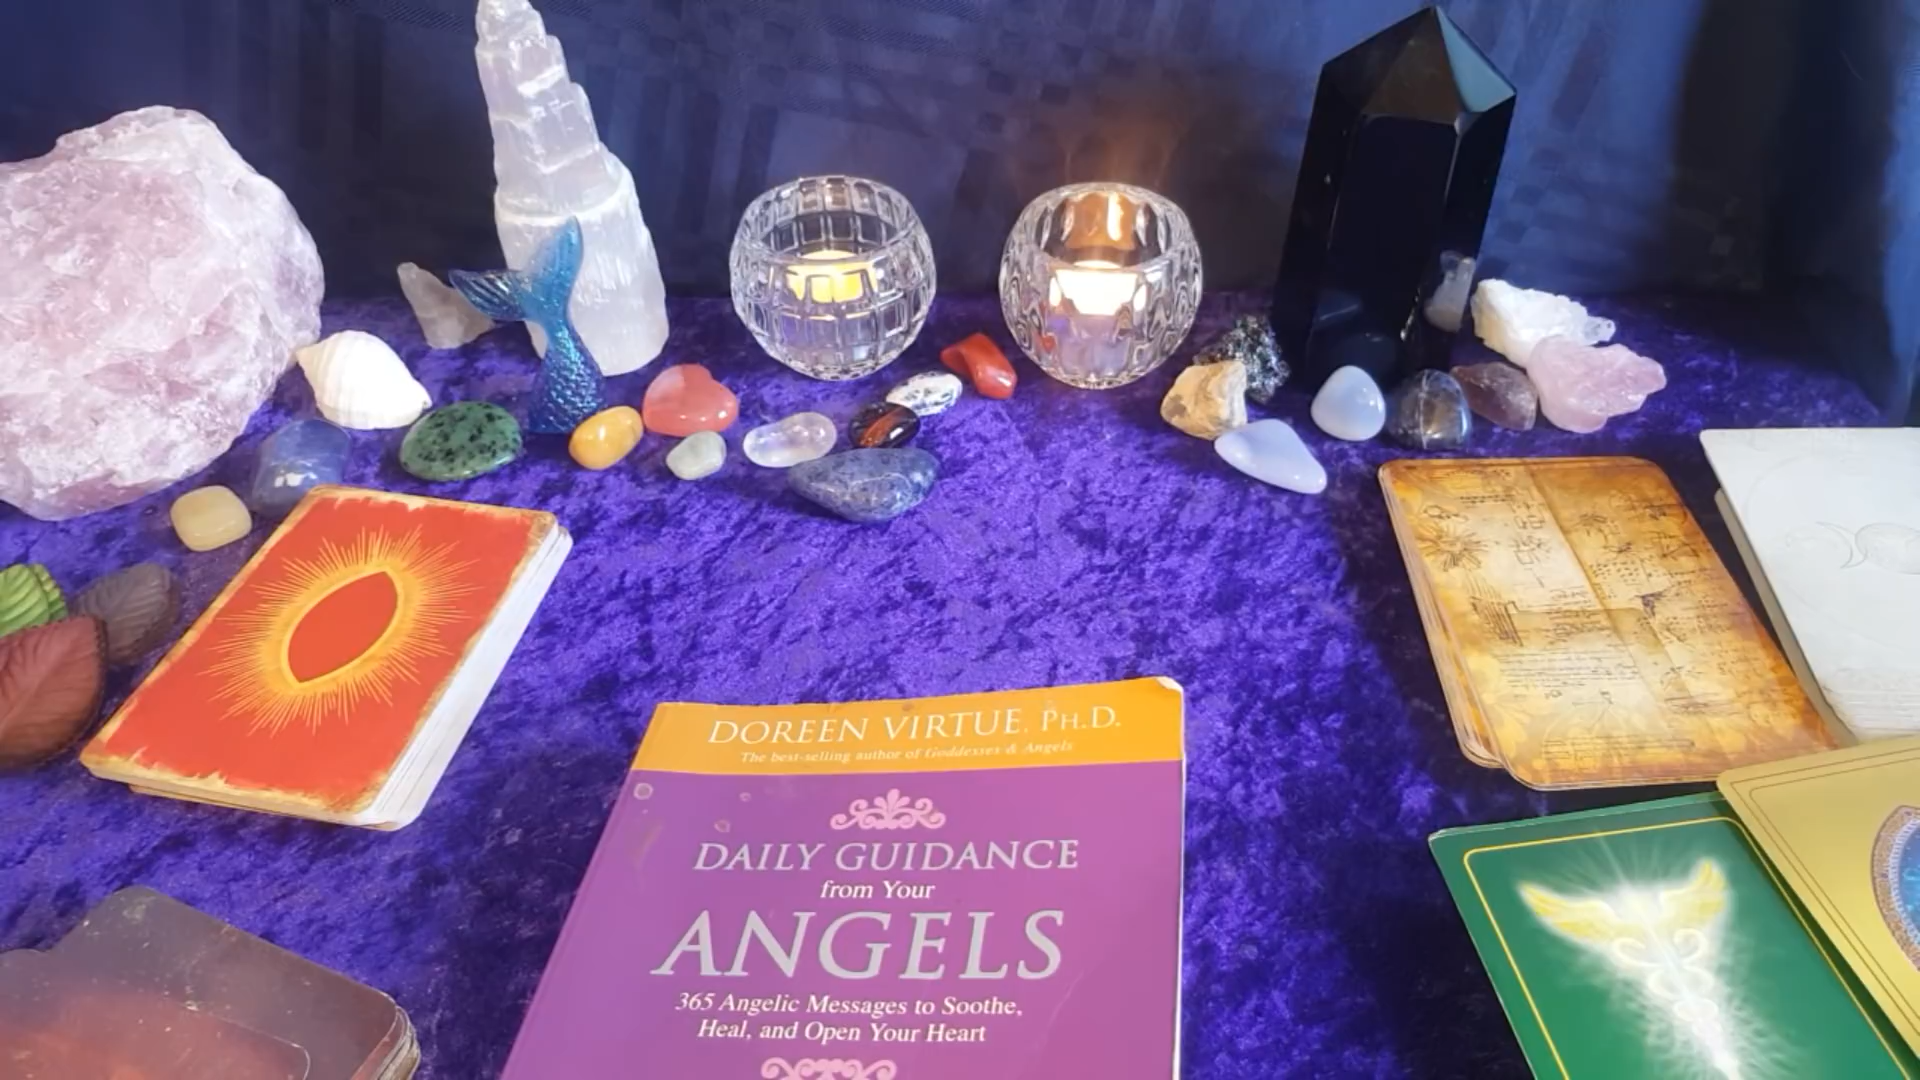 DOREEN VIRTUE, PH.D.
The best-selling author of Goddesses & Angels
DAILY GUIDANCE
from Your
ANGELS
365 Angelic Messages to Soothe,
Heal, and Open Your Heart